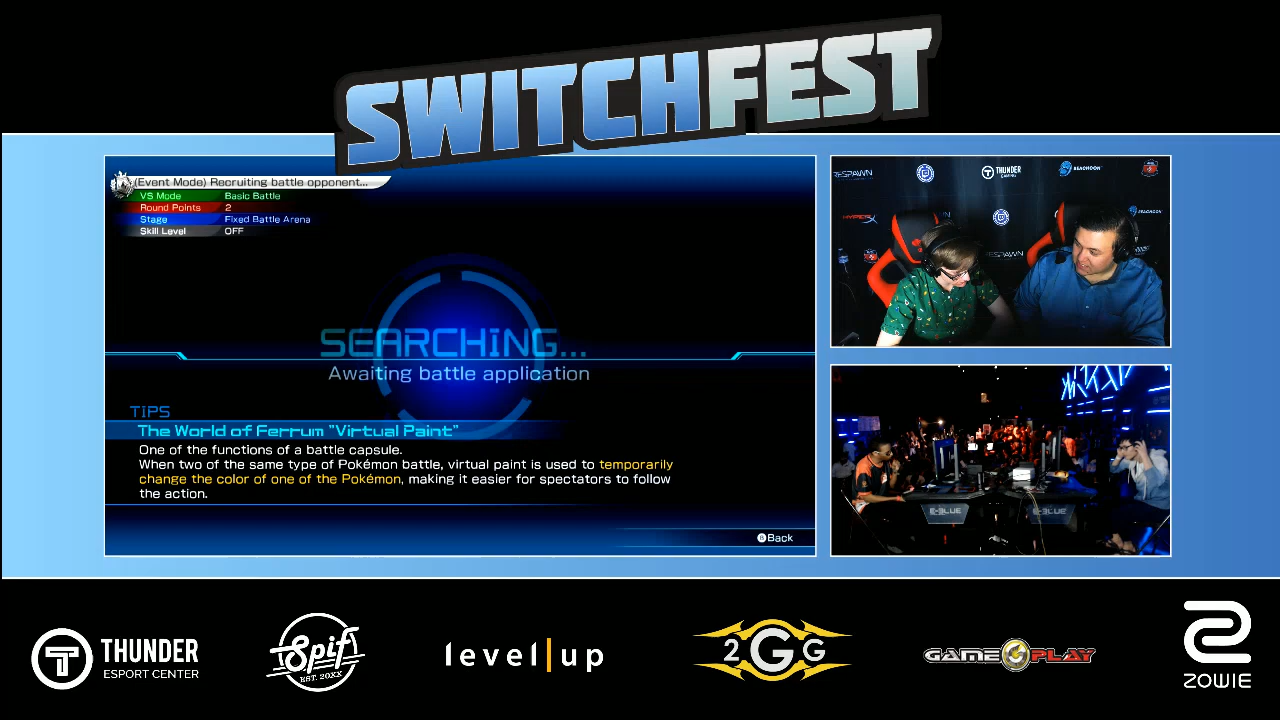 SWITCHFEST
(Event Mode) Recruiting battle opponent...
VS Mode Basic Battle
Round Points 2
Stage Fixed Battle Arena
Skill Level OFF
SEARCHING...
Awaiting battle application
TIPS
The World of Ferrum "Virtual Paint"
One of the functions of a battle capsule.
When two of the same type of Pokémon battle, virtual paint is used to temporarily
change the color of one of the Pokémon, making it easier for spectators to follow
the action.
Back
RESPAWN
THUNDER
SEAGNOON
HYPERX
ESPAWN
E-BLUE
E-BLUE
THUNDER
ESPORT CENTER
Spif
EST. 20XX
level|up
2GG
GAMEPLAY
ZOWIE